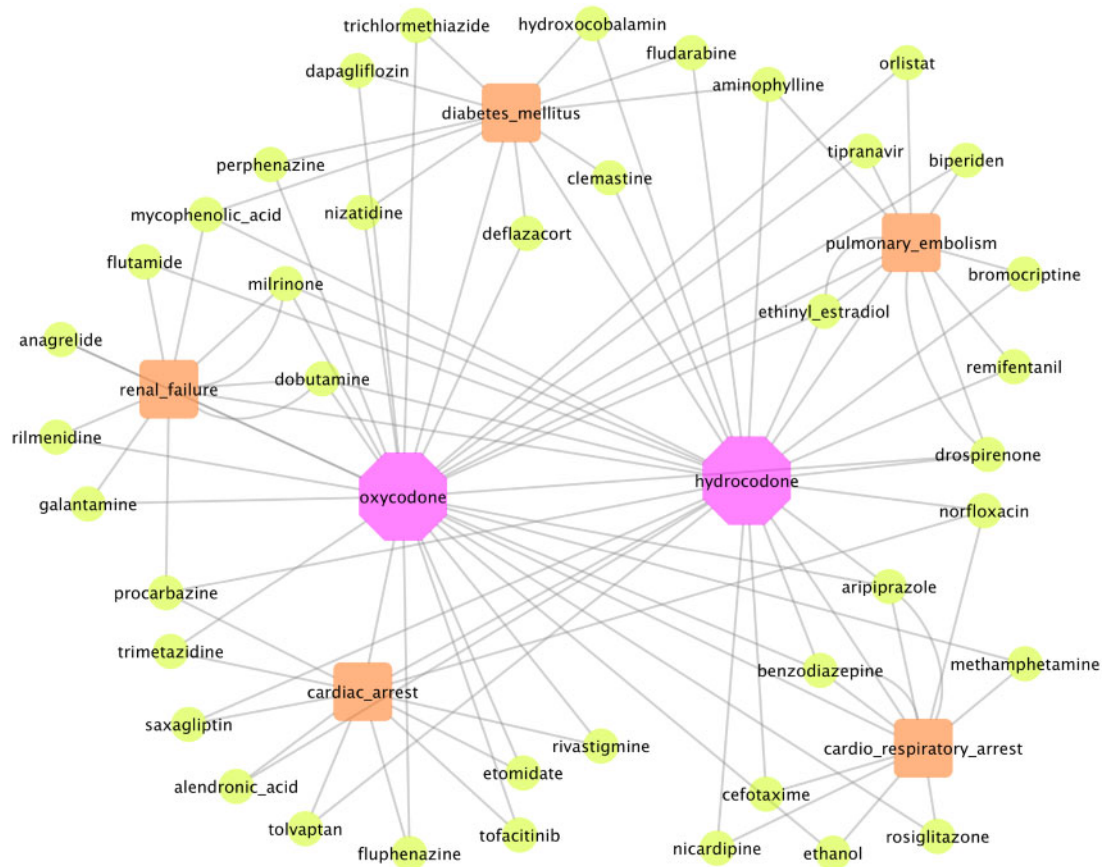 trichlormethiazide
hydroxocobalamin
fludarabine
orlistat
dapagliflozin
aminophylline
diabetes_mellitus
tipranavir
biperiden
perphenazine
clemastine
mycophenolic_acid
nizatidine
deflazacort
pulmonary_embolism
flutamide
bromocriptine
milrinone
ethinyl_estradiol
anagrelide
remifentanil
dobutamine
renal_failure
rilmenidine
drospirenone
hydrocodone
oxycodone
galantamine
norfloxacin
aripiprazole
procarbazine
trimetazidine
methamphetamine
benzodiazepine
cardiac_arrest
saxagliptin
rivastigmine
cardio_respiratory_arrest
etomidate
alendronic_acid
cefotaxime
tolvaptan
tofacitinib
rosiglitazone
nicardipine
ethanol
fluphenazine